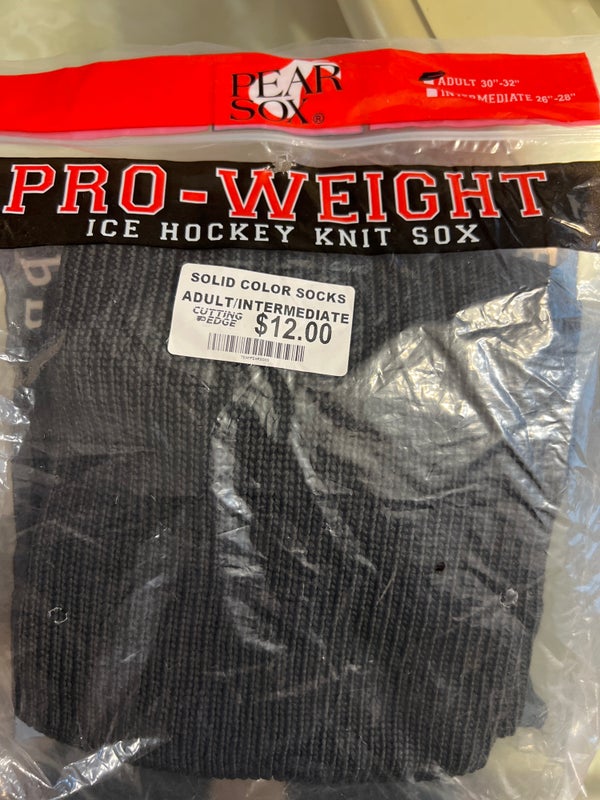 PEAR
SOX®
ADULT 30"-32"
INTERMEDIATE 26"-28"
PRO-WEIGHT
ICE HOCKEY KNIT SOX
SOLID COLOR SOCKS
ADULT/INTERMEDIATE
CUTTING
EDGE
$12.00